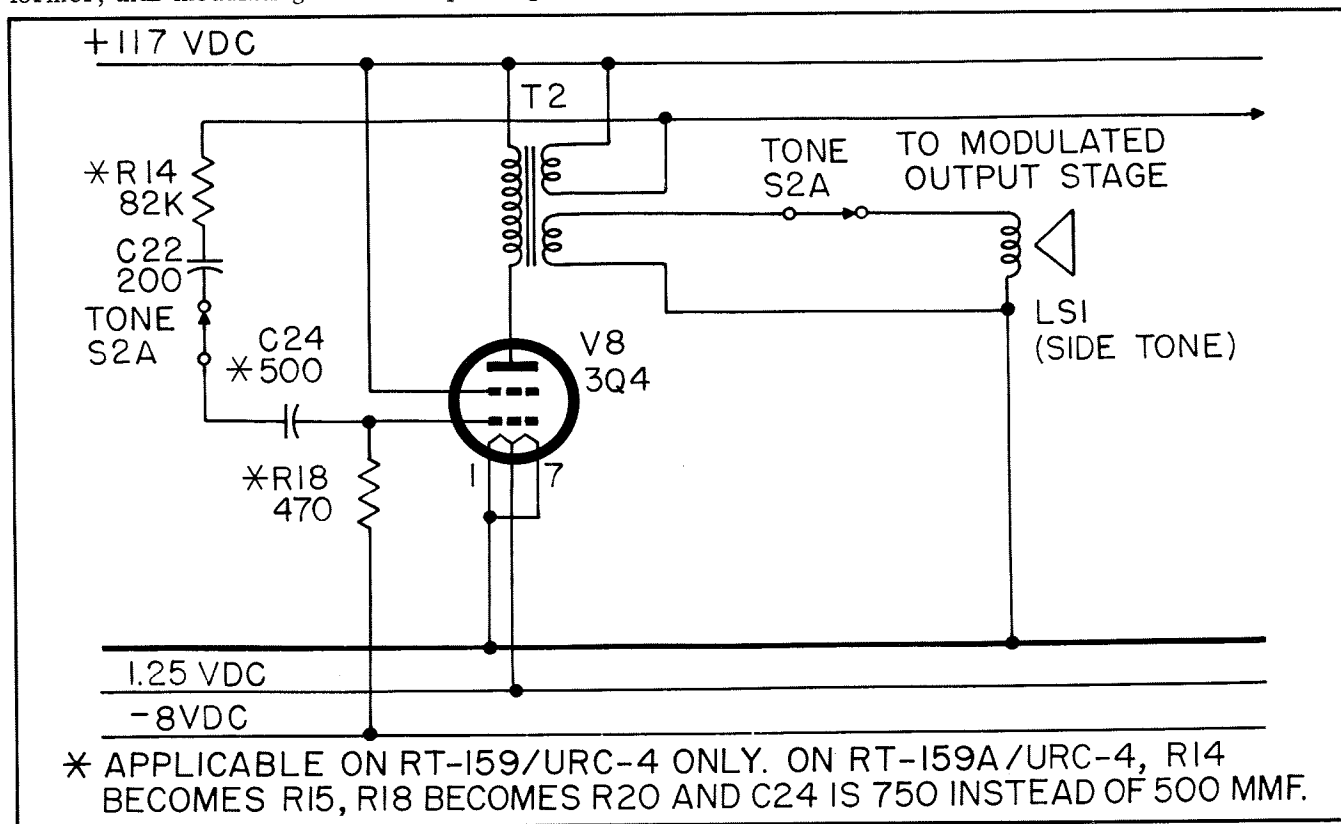 +117 VDC
T2
*R14
82K
C22
200
TONE
S2A
C24
*500
*R18
470
V8
3Q4
1
7
TONE
S2A
TO MODULATED
OUTPUT STAGE
LS1
(SIDE TONE)
1.25 VDC
-8VDC
* APPLICABLE ON RT-159/URC-4 ONLY. ON RT-159A/URC-4, R14
BECOMES R15, R18 BECOMES R20 AND C24 IS 750 INSTEAD OF 500 MMF.